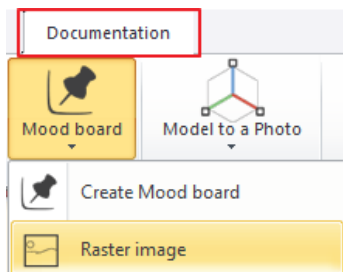 Documentation
Mood board
Model to a Photo
Create Mood board
Raster image